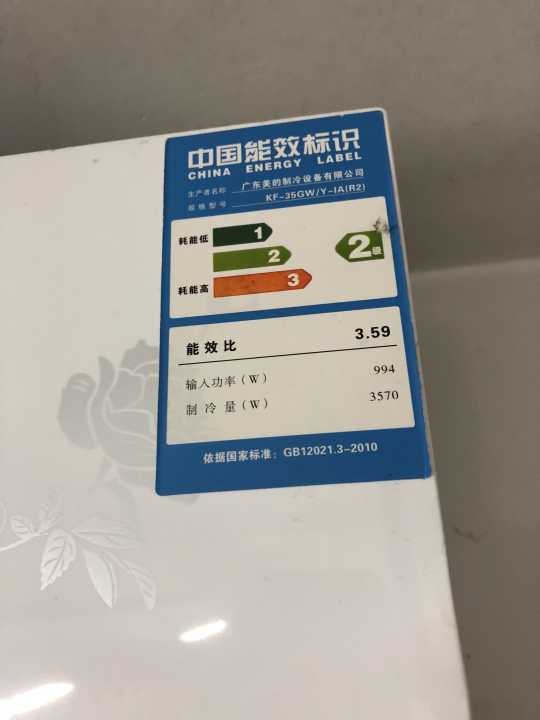 中国能效标识
CHINA ENERGY LABEL
生产者名称 广东美的制冷设备有限公司
规格型号 KF-35GW/Y-IA(R2)
耗能低 1
2
耗能高 3
2级
能效比 3.59
输入功率(W) 994
制冷量(W) 3570
依据国家标准: GB12021.3-2010